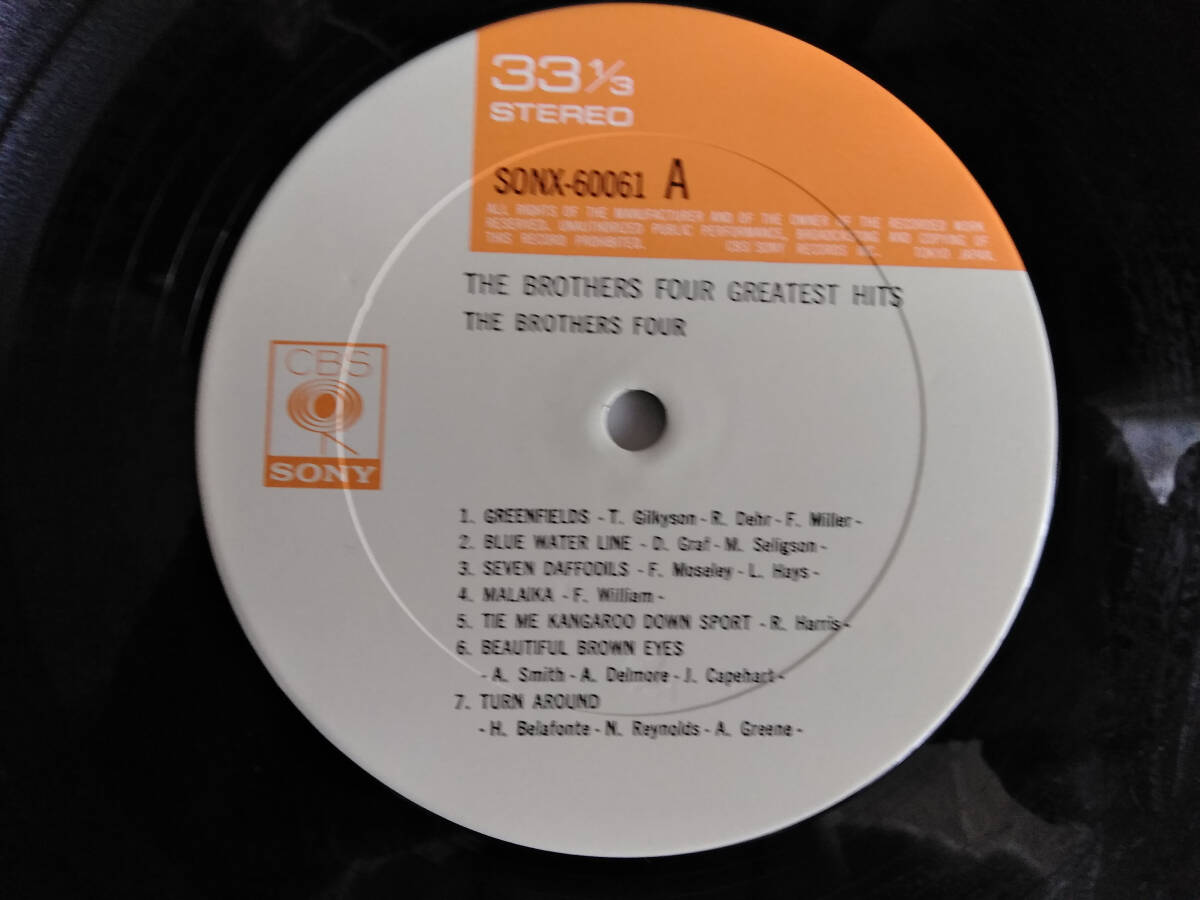 33 1/3
STEREO
SONX-60061 A
ALL RIGHTS OF THE MANUFACTURER AND OF THE OWNER OF THE RECORDED WORK
RESERVED. UNAUTHORIZED PUBLIC PERFORMANCE, BROADCASTING AND COPYING OF
THIS RECORD PROHIBITED. CBS SONY RECORDS INC. TOKYO JAPAN.
THE BROTHERS FOUR GREATEST HITS
THE BROTHERS FOUR
CBS
SONY
1. GREENFIELDS - T. Gilkyson - R. Dehr - F. Miller -
2. BLUE WATER LINE - D. Graf - M. Seligson -
3. SEVEN DAFFODILS - F. Moseley - L. Hays -
4. MALAIKA - F. William -
5. TIE ME KANGAROO DOWN SPORT - R. Harris -
6. BEAUTIFUL BROWN EYES
- A. Smith - A. Delmore - J. Capehart -
7. TURN AROUND
- H. Belafonte - N. Reynolds - A. Greene -